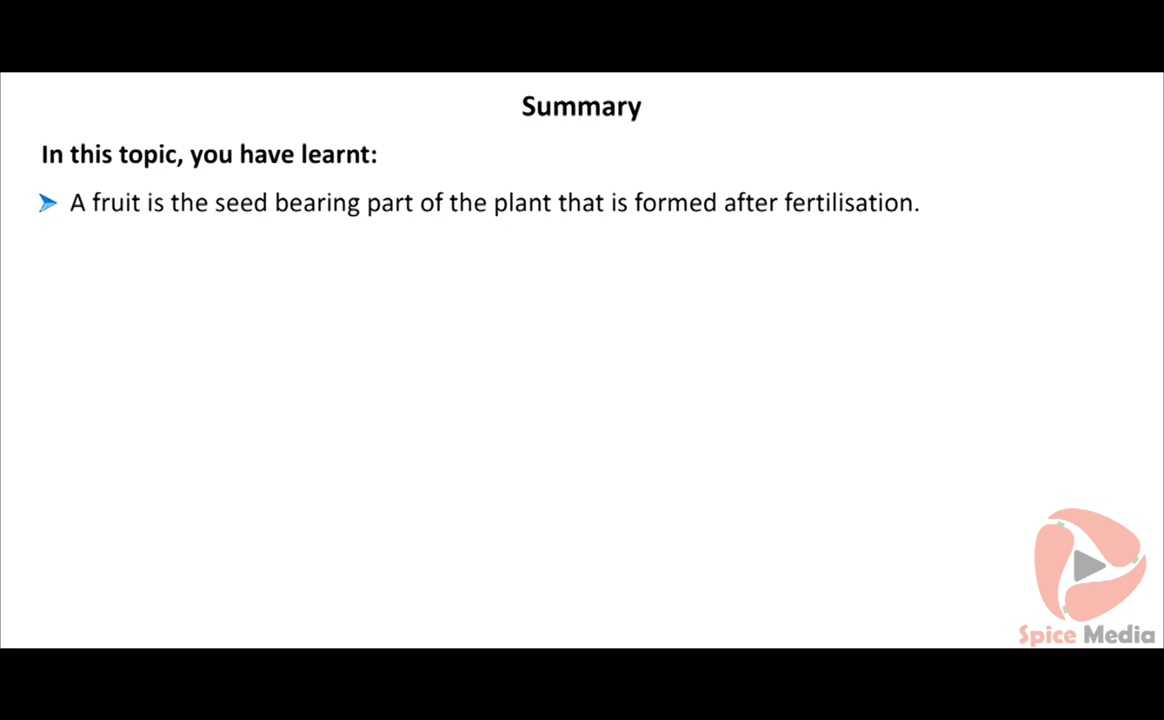 Summary
In this topic, you have learnt:
A fruit is the seed bearing part of the plant that is formed after fertilisation.
Spice Media